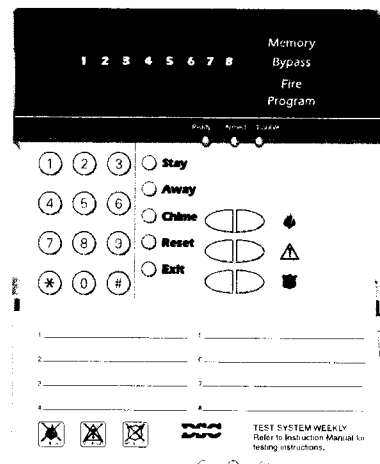 Memory
1 2 3 4 5 6 7 8 Bypass
Fire
Program
Ready Armed Trouble
1 2 3 Stay
Away
4 5 6
Chime
7 8 9 Reset
Exit
* 0 #
1
2
3
4
7
8
DSC
TEST SYSTEM WEEKLY
Refer to Instruction Manual for
testing instructions.